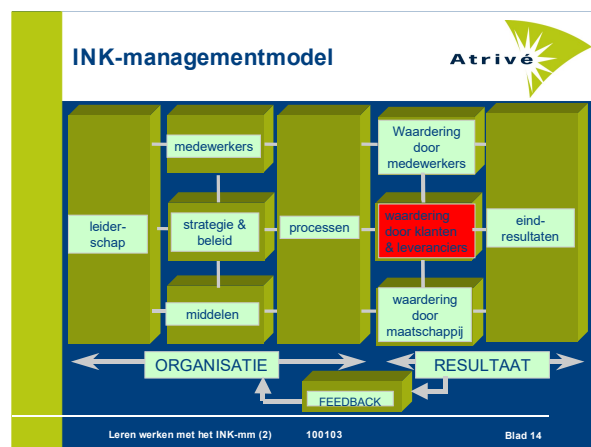 INK-managementmodel
Atrivé
medewerkers
Waardering
door
medewerkers
leider-
schap
strategie &
beleid
processen
waardering
door klanten
& leveranciers
eind-
resultaten
middelen
waardering
door
maatschappij
ORGANISATIE
RESULTAAT
FEEDBACK
Leren werken met het INK-mm (2) 100103 Blad 14